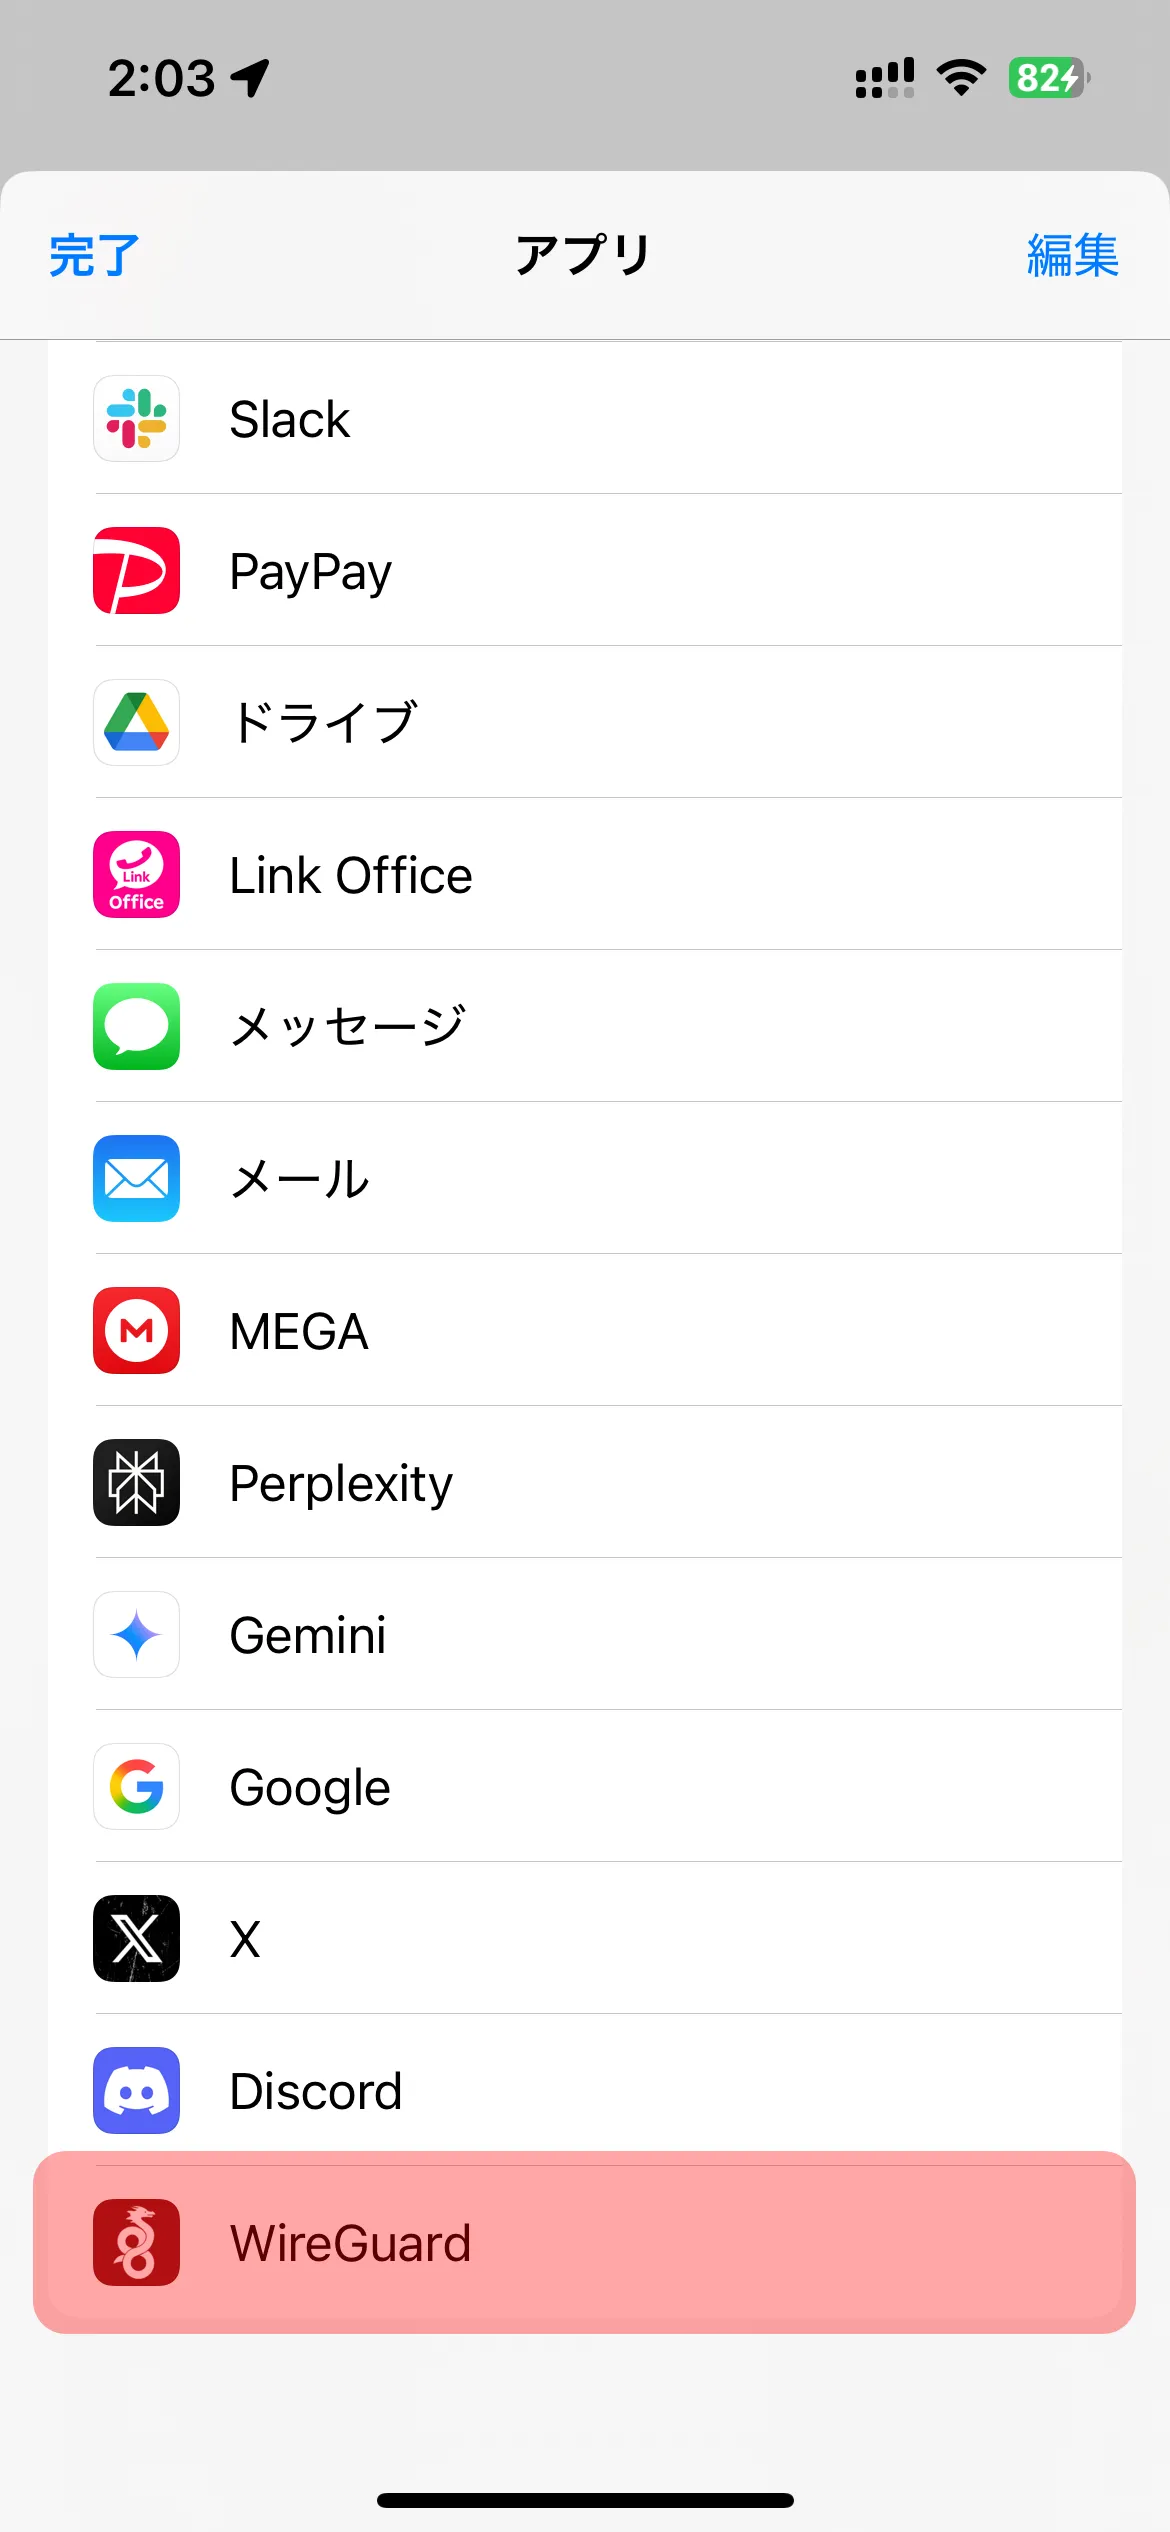 2:03
82
完了
アプリ
編集
Slack
PayPay
ドライブ
Link
Office
Link Office
メッセージ
メール
MEGA
Perplexity
Gemini
Google
X
Discord
WireGuard